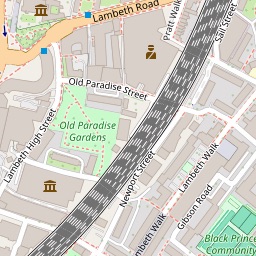 Lambeth Road
Pratt Walk
Sail Street
Old Paradise Street
Old Paradise
Gardens
Lambeth High Street
Newport Street
Lambeth Walk
Gibson Road
Lambeth Walk
Black Prince
Community